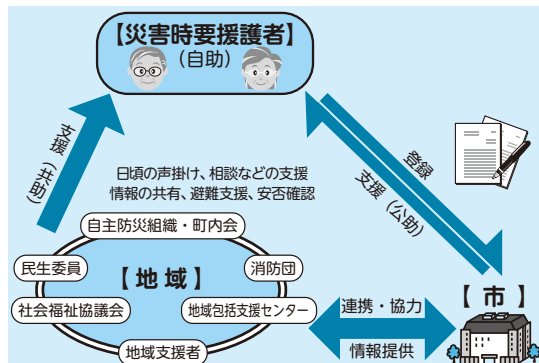 【災害時要援護者】
（自助）
支援（共助）
登録
支援（公助）
日頃の声掛け、相談などの支援
情報の共有、避難支援、安否確認
自主防災組織・町内会
民生委員
【地域】
消防団
社会福祉協議会
地域包括支援センター
地域支援者
連携・協力
情報提供
【市】